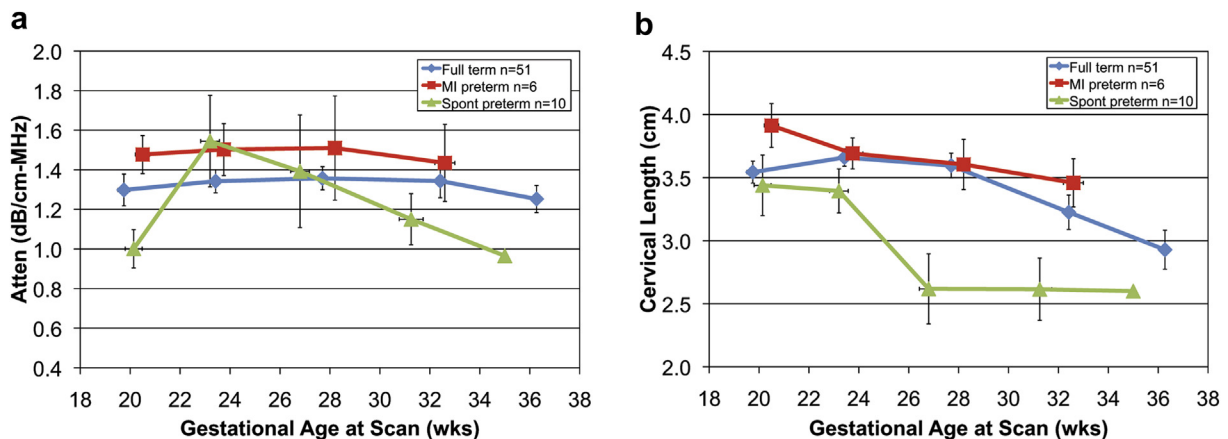 a
Atten (dB/cm-MHz)
2.0
1.8
1.6
1.4
1.2
1.0
0.8
0.6
0.4
Full term n=51
MI preterm n=6
Spont preterm n=10
18 20 22 24 26 28 30 32 34 36 38
Gestational Age at Scan (wks)
b
Cervical Length (cm)
4.5
4.0
3.5
3.0
2.5
2.0
Full term n=51
MI preterm n=6
Spont preterm n=10
18 20 22 24 26 28 30 32 34 36 38
Gestational Age at Scan (wks)